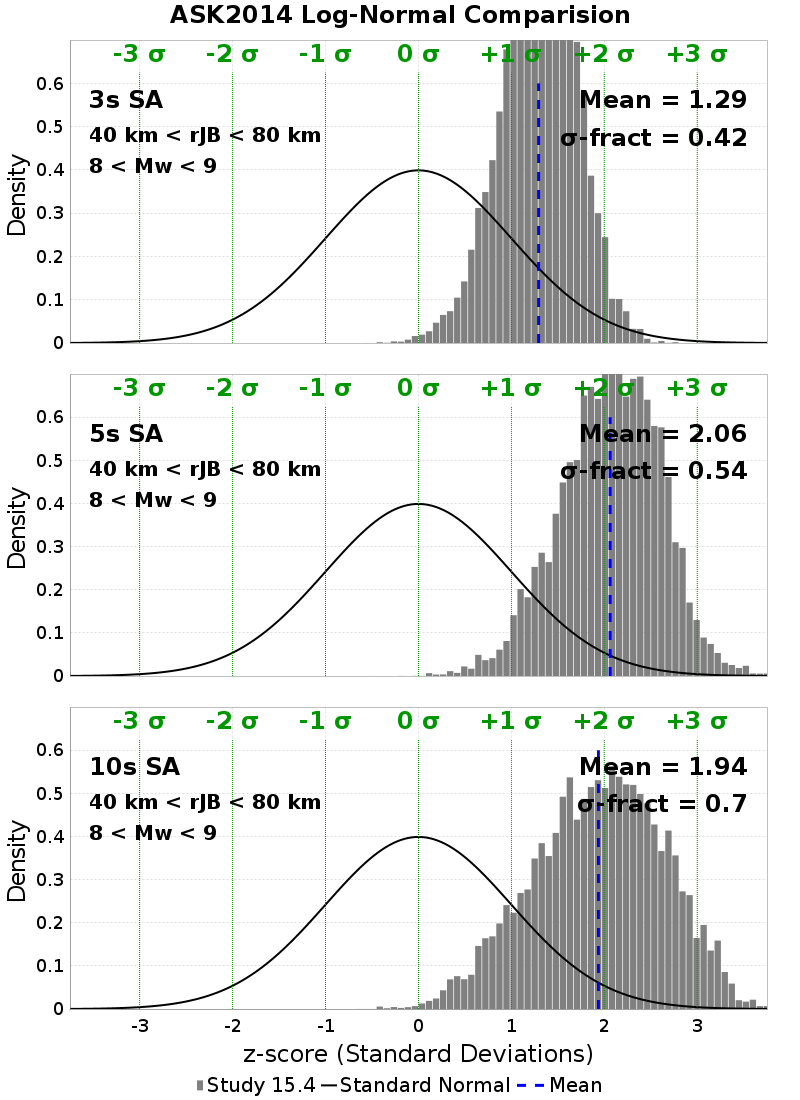 ASK2014 Log-Normal Comparision
-3 σ -2 σ -1 σ 0 σ +1 σ +2 σ +3 σ
3s SA
Mean = 1.29
40 km < rJB < 80 km
σ-fract = 0.42
8 < Mw < 9
Density
0.6
0.5
0.4
0.3
0.2
0.1
0
-3 σ -2 σ -1 σ 0 σ +1 σ +2 σ +3 σ
5s SA
Mean = 2.06
40 km < rJB < 80 km
σ-fract = 0.54
8 < Mw < 9
Density
0.6
0.5
0.4
0.3
0.2
0.1
0
-3 σ -2 σ -1 σ 0 σ +1 σ +2 σ +3 σ
10s SA
Mean = 1.94
40 km < rJB < 80 km
σ-fract = 0.7
8 < Mw < 9
Density
0.6
0.5
0.4
0.3
0.2
0.1
0
-3 -2 -1 0 1 2 3
z-score (Standard Deviations)
Study 15.4 Standard Normal Mean